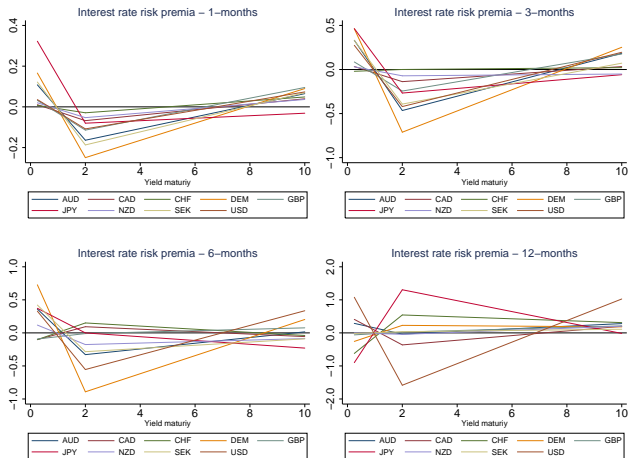 Interest rate risk premia − 1−months
0.4
0.2
0.0
−0.2
0 2 4 6 8 10
Yield maturiy
AUD CAD CHF DEM GBP
JPY NZD SEK USD
Interest rate risk premia − 3−months
0.5
0.0
−0.5
−1.0
0 2 4 6 8 10
Yield maturiy
AUD CAD CHF DEM GBP
JPY NZD SEK USD
Interest rate risk premia − 6−months
1.0
0.5
0.0
−0.5
−1.0
0 2 4 6 8 10
Yield maturiy
AUD CAD CHF DEM GBP
JPY NZD SEK USD
Interest rate risk premia − 12−months
2.0
1.0
0.0
−1.0
−2.0
0 2 4 6 8 10
Yield maturiy
AUD CAD CHF DEM GBP
JPY NZD SEK USD